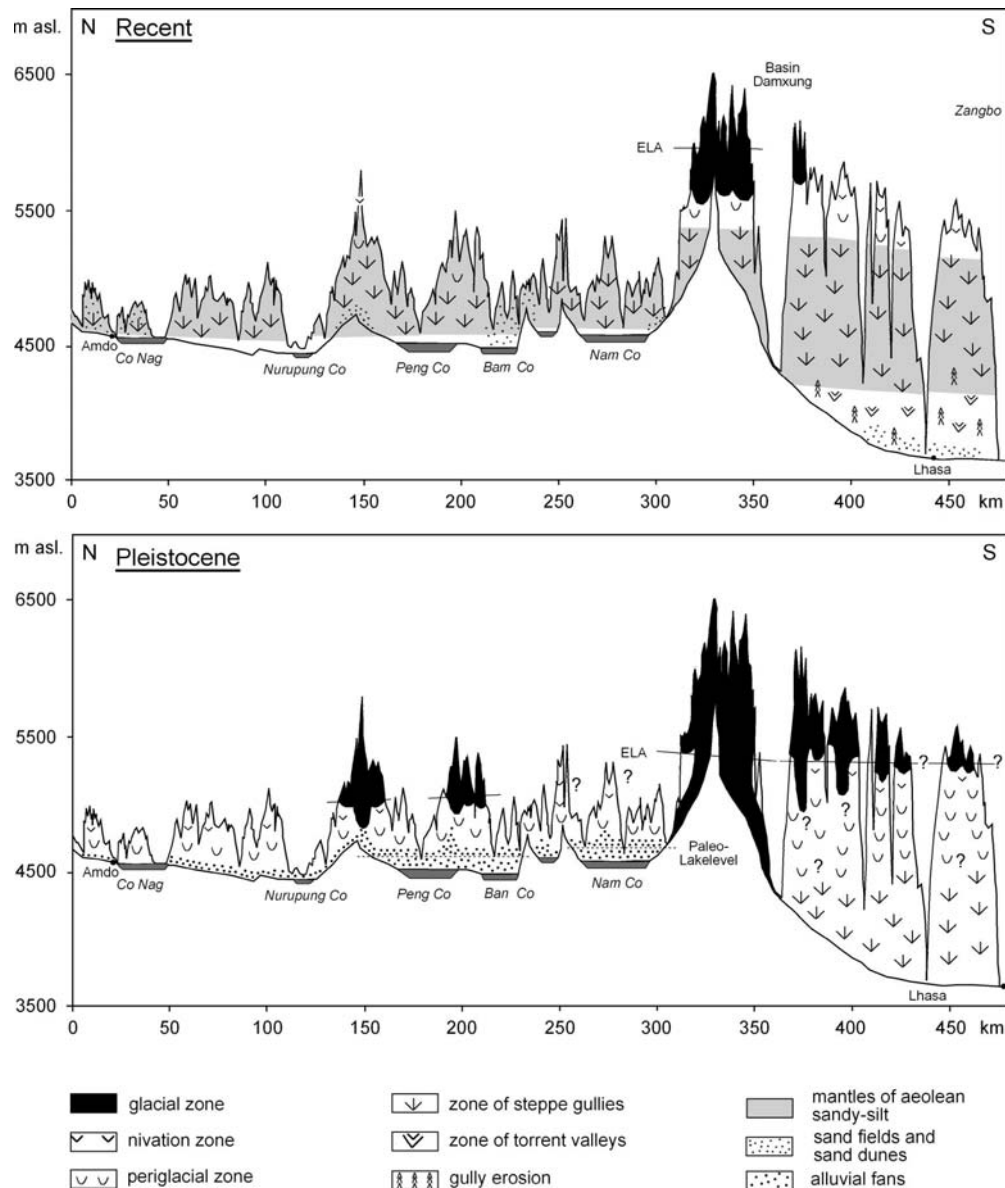 m asl.
N Recent S
6500
Basin
Damxung
Zangbo
ELA
5500
4500
Amdo
Co Nag
Nurupung Co
Peng Co
Bam Co
Nam Co
3500
Lhasa
0 50 100 150 200 250 300 350 400 450 km
m asl.
N Pleistocene S
6500
5500
ELA
? ? ? ?
? ?
? ?
4500
Amdo
Co Nag
Nurupung Co
Peng Co
Ban Co
Nam Co
Paleo-
Lakelevel
3500
Lhasa
0 50 100 150 200 250 300 350 400 450 km
glacial zone
nivation zone
periglacial zone
zone of steppe gullies
zone of torrent valleys
gully erosion
mantles of aeolean
sandy-silt
sand fields and
sand dunes
alluvial fans